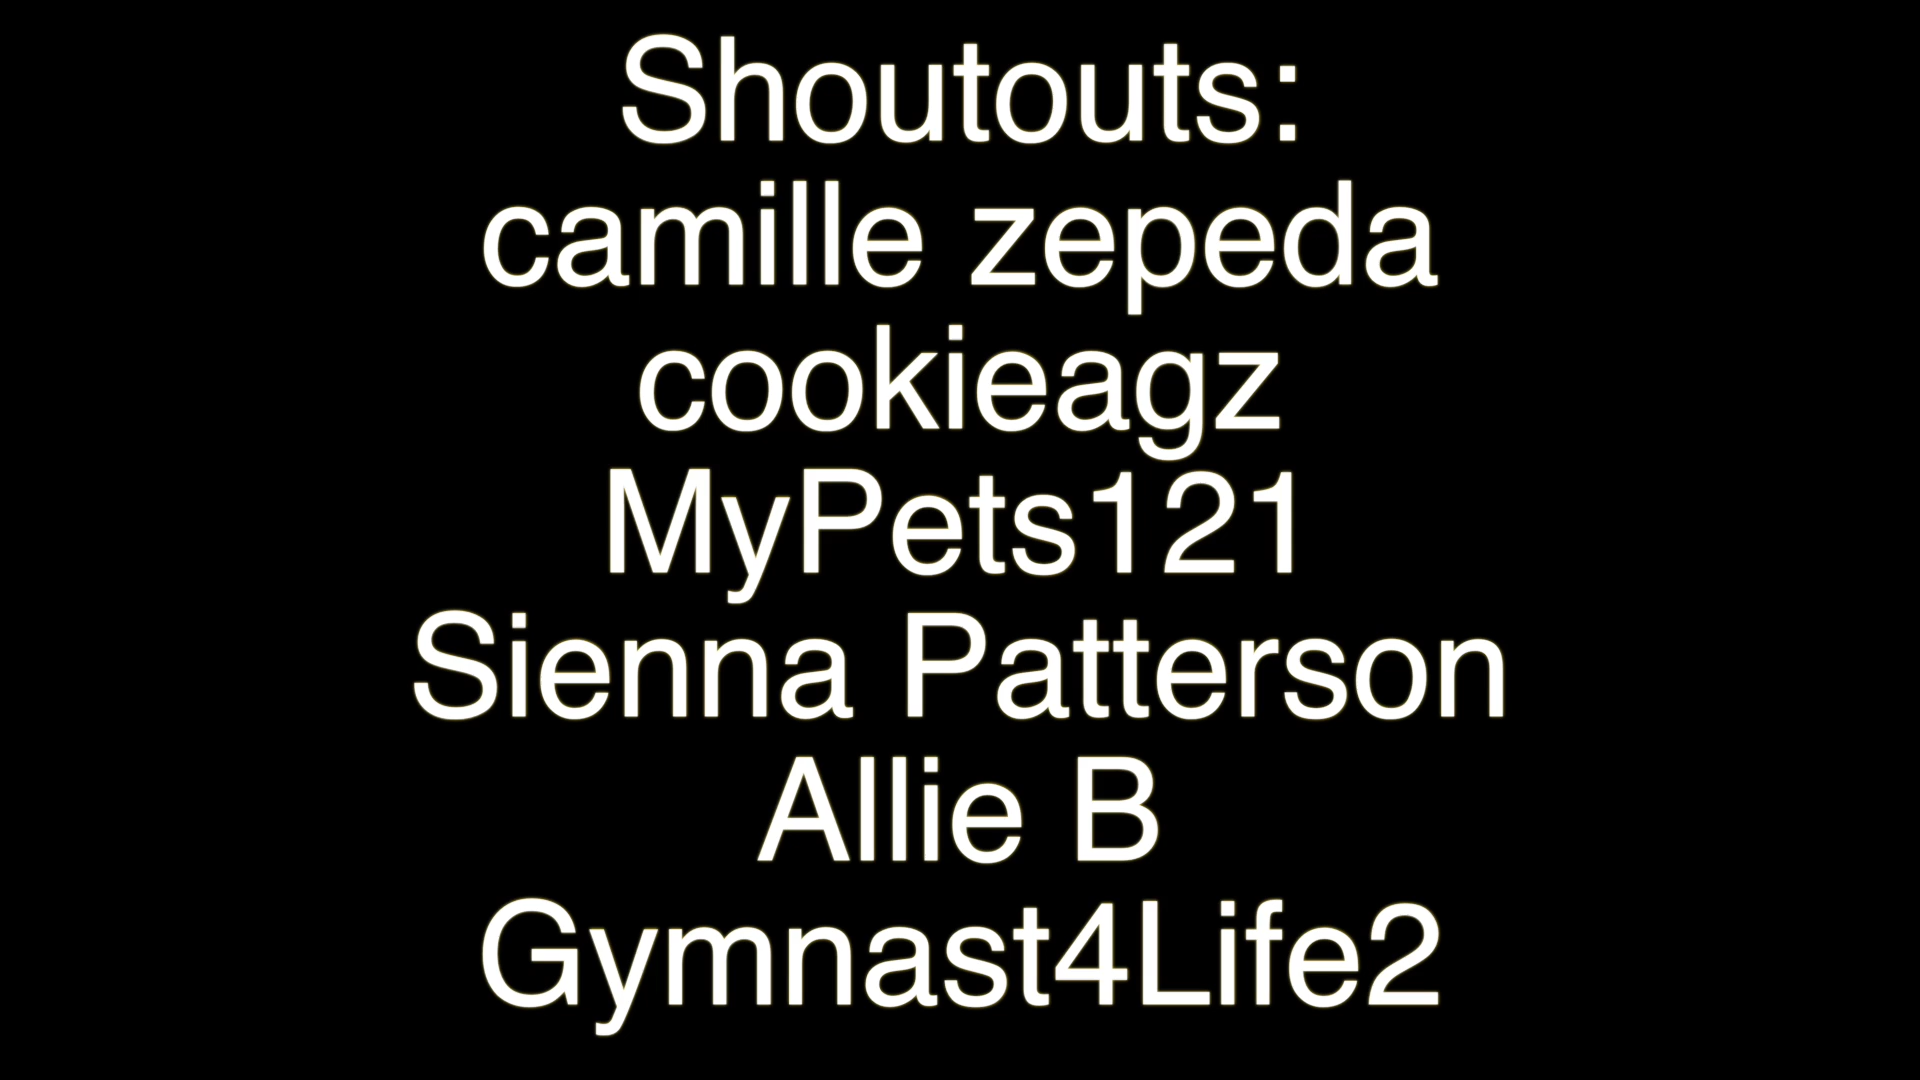 Shoutouts:
camille zepeda
cookieagz
MyPets121
Sienna Patterson
Allie B
Gymnast4Life2